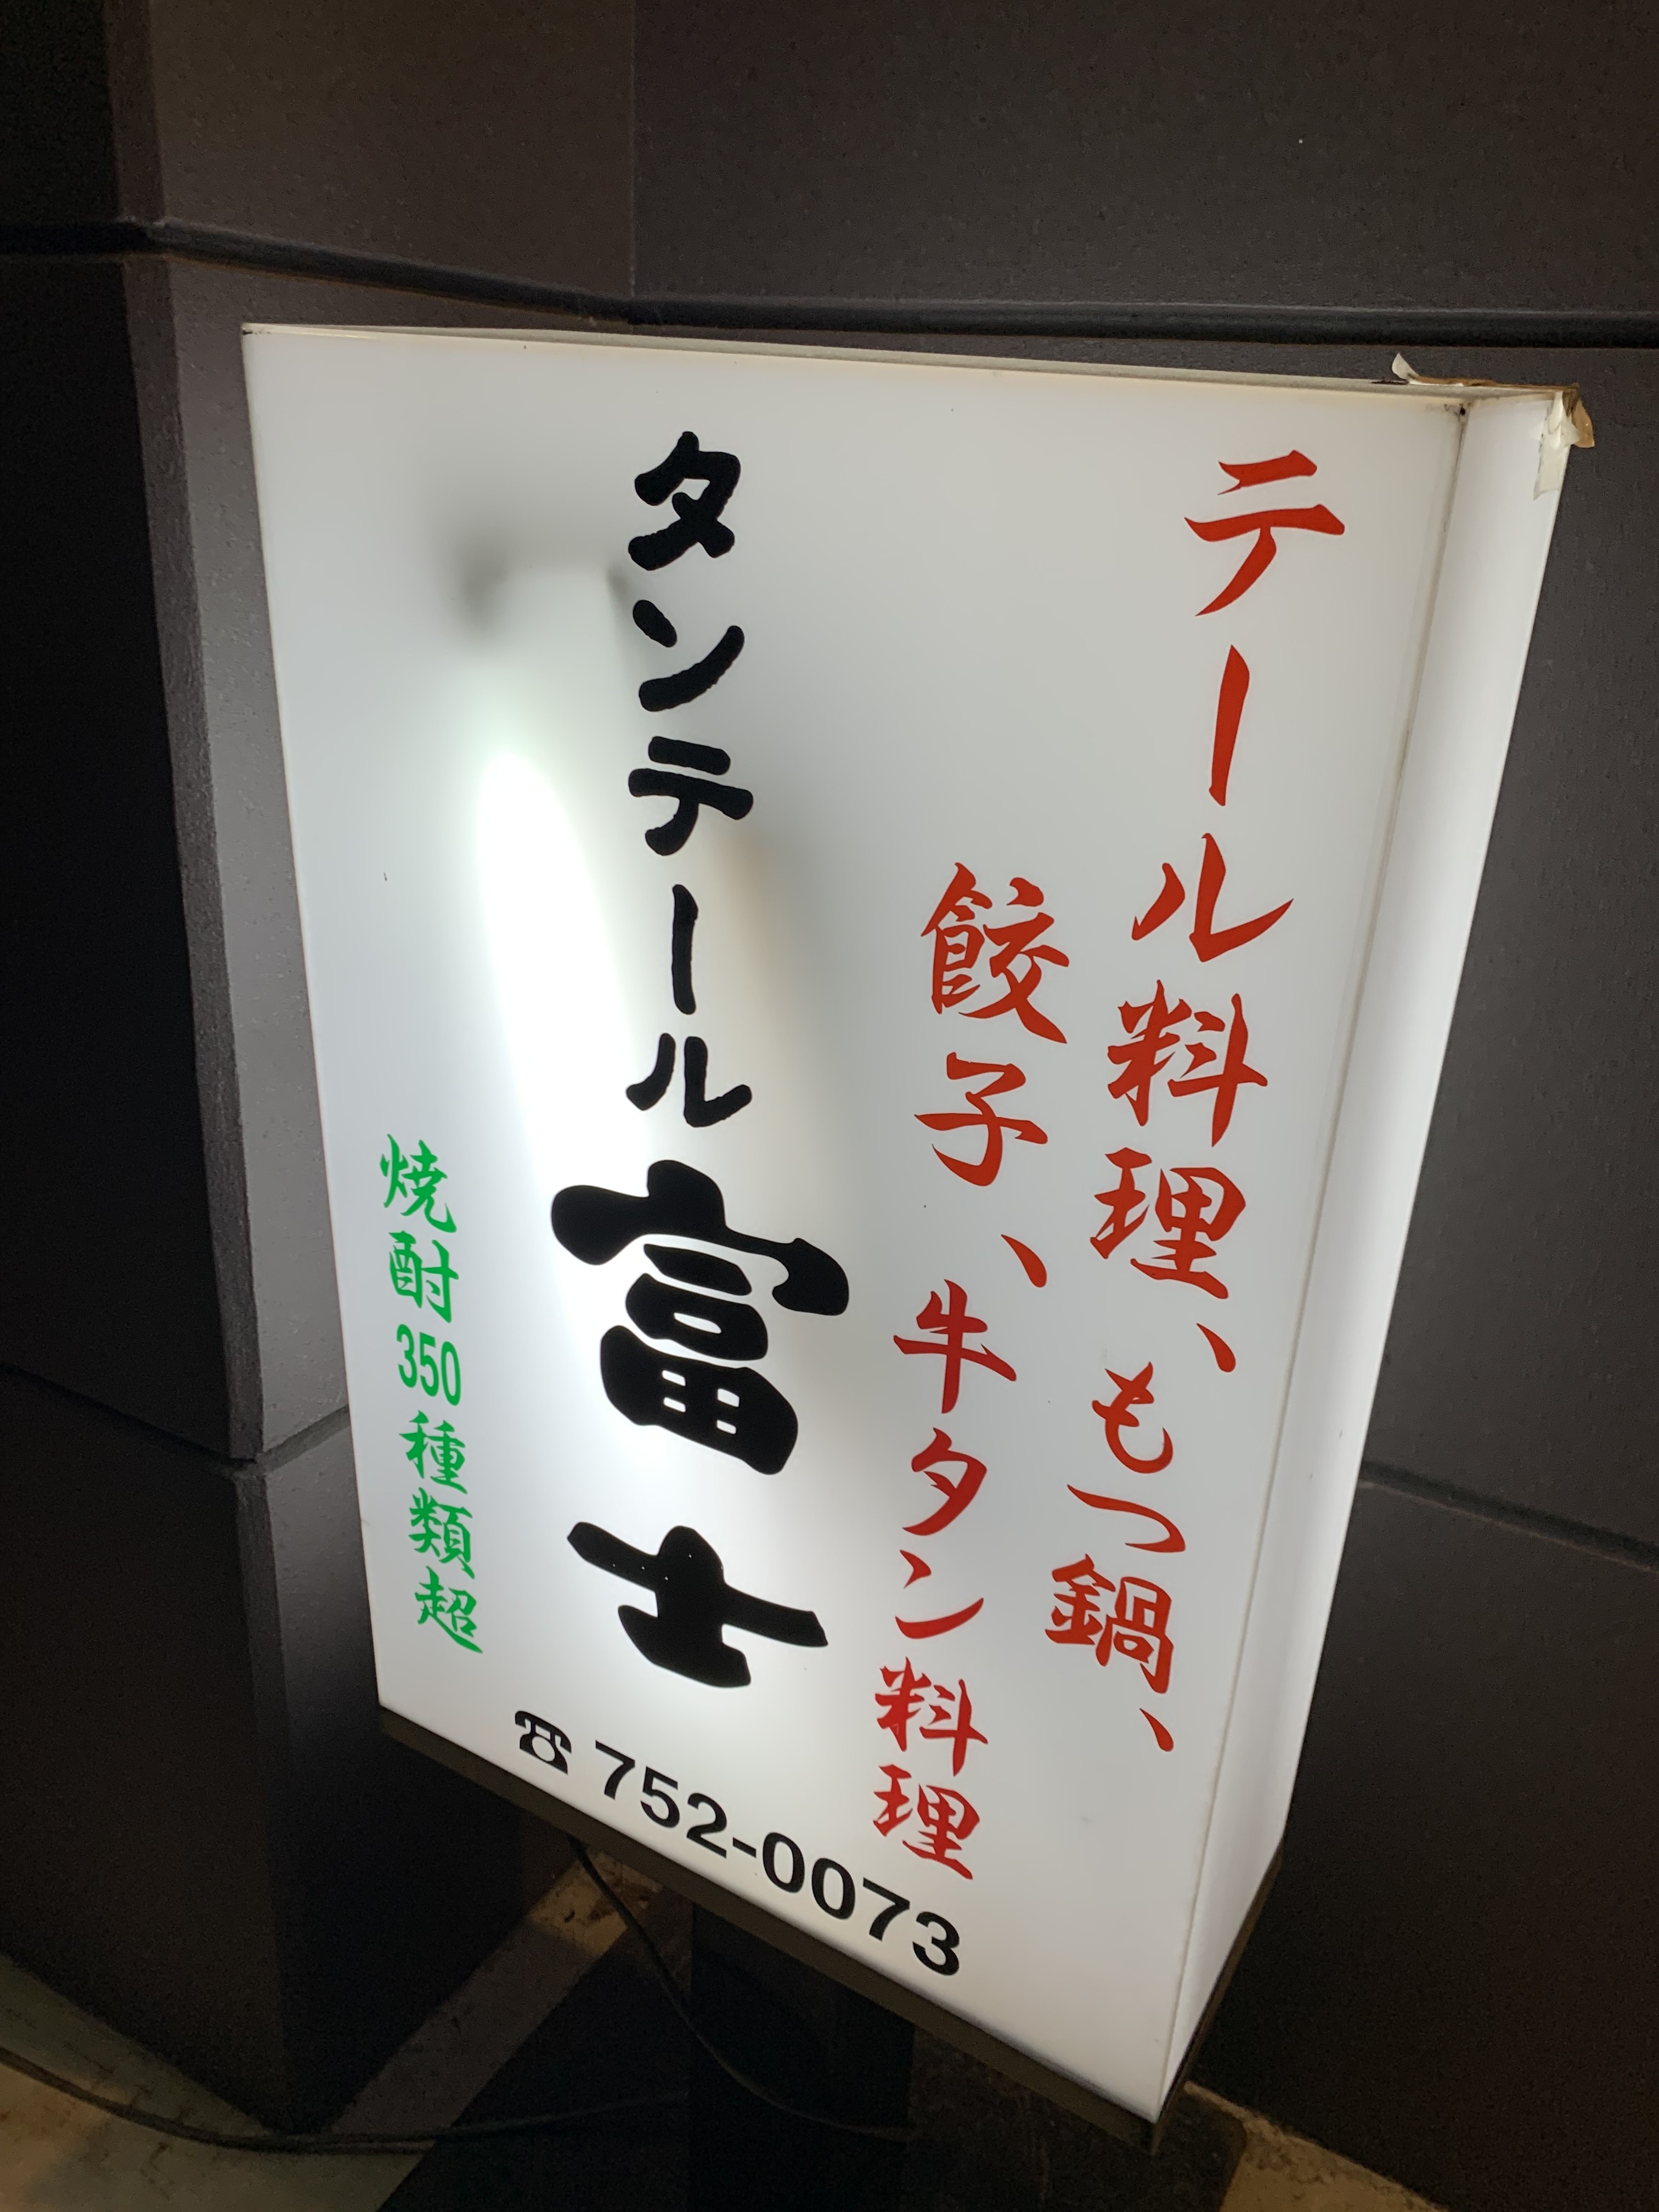 テール料理、もつ鍋、
餃子、牛タン料理
タンテール富士
焼酎350種類超
☎752-0073